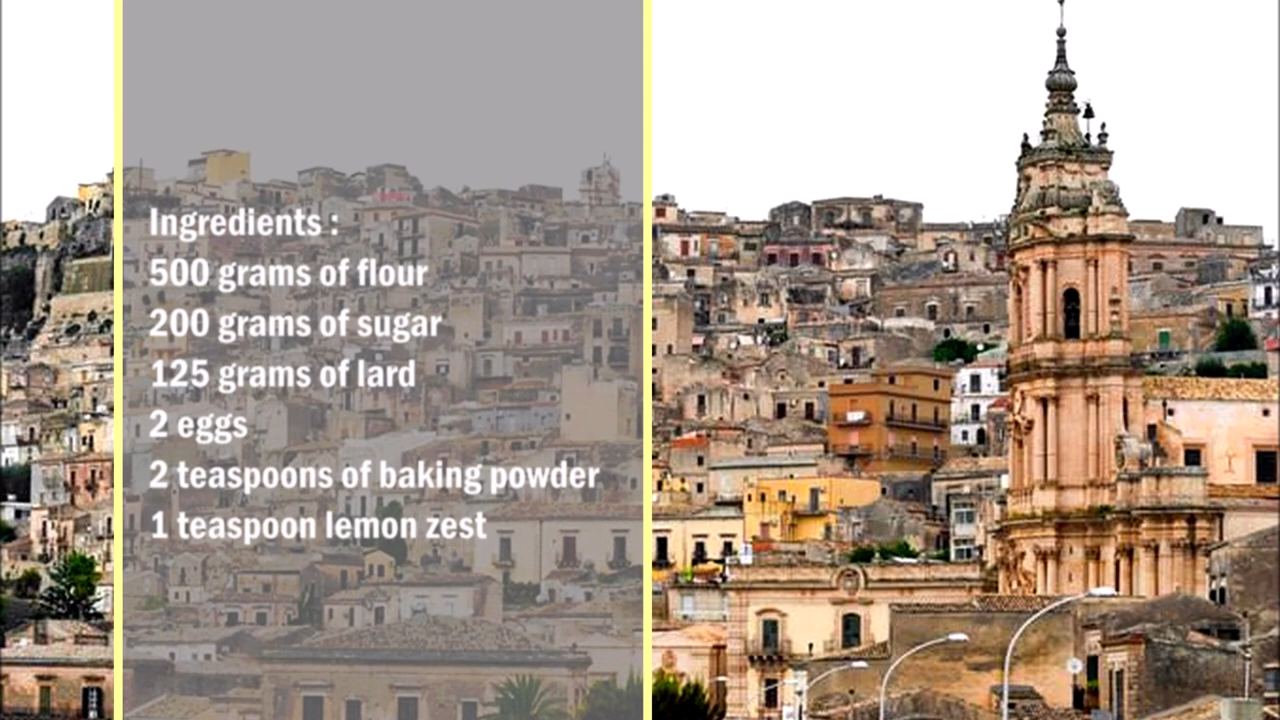 Ingredients :
500 grams of flour
200 grams of sugar
125 grams of lard
2 eggs
2 teaspoons of baking powder
1 teaspoon lemon zest